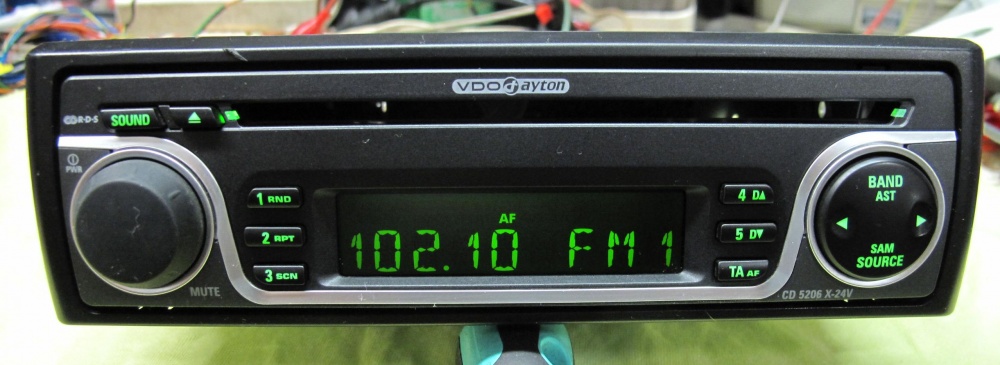 VDO dayton
R·D·S
SOUND
PWR
1 RND
2 RPT
3 SCN
MUTE
AF
102.10 FM1
4 D▲
5 D▼
TA AF
BAND
AST
SAM
SOURCE
CD 5206 X-24V